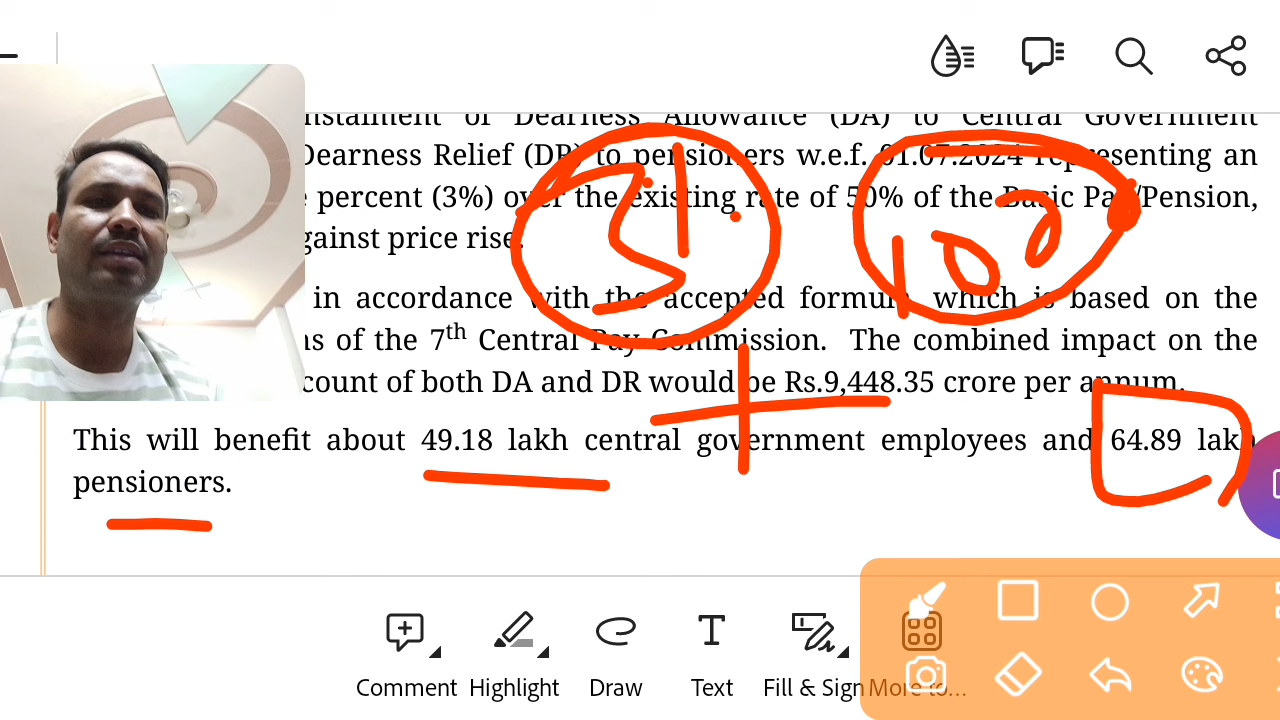 nstalment of Dearness Allowance (DA) to Central Government
Dearness Relief (DR) to pensioners w.e.f. 01.07.2024 representing an
percent (3%) over the existing rate of 50% of the Basic Pay/Pension,
gainst price rise.
in accordance with the accepted formula, which is based on the
ns of the 7th Central Pay Commission. The combined impact on the
count of both DA and DR would be Rs.9,448.35 crore per annum.
This will benefit about 49.18 lakh central government employees and 64.89 lakh
pensioners.
100
Comment Highlight Draw Text Fill & Sign More to...